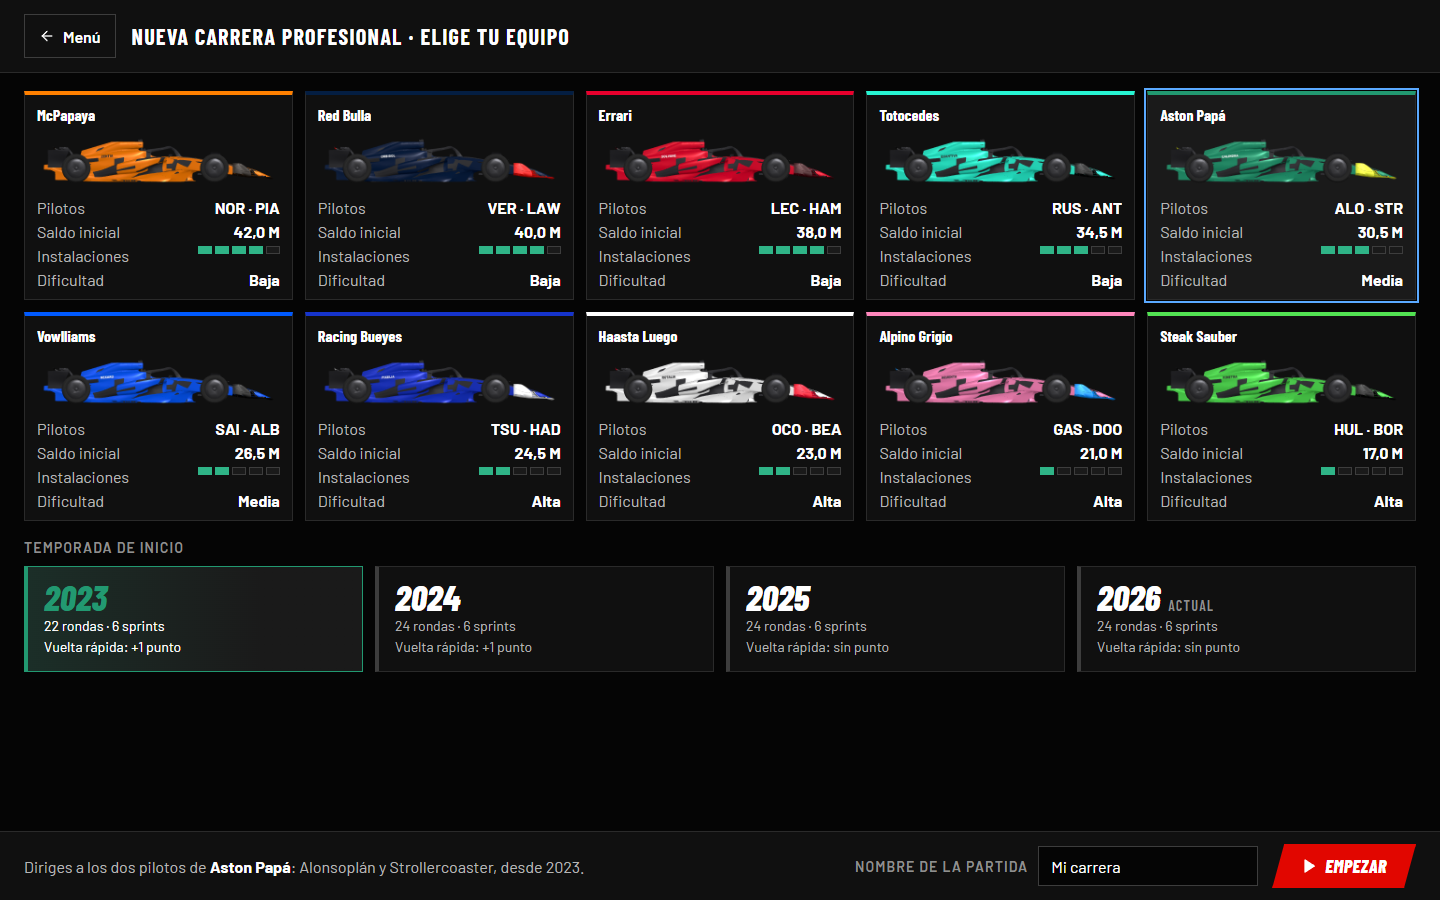 Menú
NUEVA CARRERA PROFESIONAL · ELIGE TU EQUIPO
McPapaya
Pilotos NOR · PIA
Saldo inicial 42,0 M
Instalaciones
Dificultad Baja
Red Bulla
Pilotos VER · LAW
Saldo inicial 40,0 M
Instalaciones
Dificultad Baja
Errari
Pilotos LEC · HAM
Saldo inicial 38,0 M
Instalaciones
Dificultad Baja
Totocedes
Pilotos RUS · ANT
Saldo inicial 34,5 M
Instalaciones
Dificultad Baja
Aston Papá
Pilotos ALO · STR
Saldo inicial 30,5 M
Instalaciones
Dificultad Media
Vowlliams
Pilotos SAI · ALB
Saldo inicial 26,5 M
Instalaciones
Dificultad Media
Racing Bueyes
Pilotos TSU · HAD
Saldo inicial 24,5 M
Instalaciones
Dificultad Alta
Haasta Luego
Pilotos OCO · BEA
Saldo inicial 23,0 M
Instalaciones
Dificultad Alta
Alpino Grigio
Pilotos GAS · DOO
Saldo inicial 21,0 M
Instalaciones
Dificultad Alta
Steak Sauber
Pilotos HUL · BOR
Saldo inicial 17,0 M
Instalaciones
Dificultad Alta
TEMPORADA DE INICIO
2023
22 rondas · 6 sprints
Vuelta rápida: +1 punto
2024
24 rondas · 6 sprints
Vuelta rápida: +1 punto
2025
24 rondas · 6 sprints
Vuelta rápida: sin punto
2026 ACTUAL
24 rondas · 6 sprints
Vuelta rápida: sin punto
Diriges a los dos pilotos de Aston Papá: Alonsoplán y Strollercoaster, desde 2023.
NOMBRE DE LA PARTIDA
Mi carrera
EMPEZAR